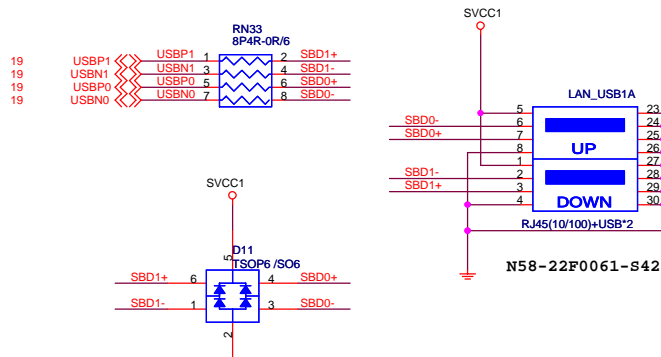 RN33
8P4R-0R/6
19 USBP1 USBP1 1 2 SBD1+
19 USBN1 USBN1 3 4 SBD1-
19 USBP0 USBP0 5 6 SBD0+
19 USBN0 USBN0 7 8 SBD0-
SVCC1
LAN_USB1A
5 23
SBD0- 6 24
SBD0+ 7 25
8 UP 26
1 27
SBD1- 2 28
SBD1+ 3 29
4 DOWN 30
RJ45(10/100)+USB*2
N58-22F0061-S42
SVCC1
5
D11
TSOP6 /SO6
SBD1+ 6 4 SBD0+
SBD1- 1 3 SBD0-
2